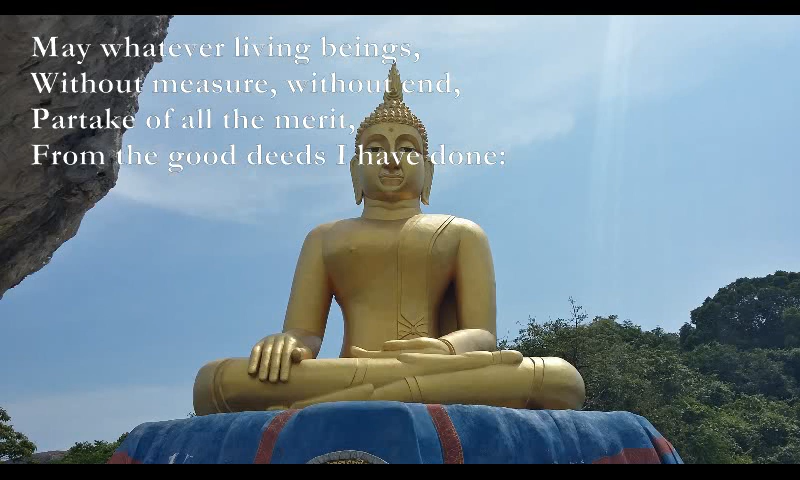 May whatever living beings,
Without measure, without end,
Partake of all the merit,
From the good deeds I have done: